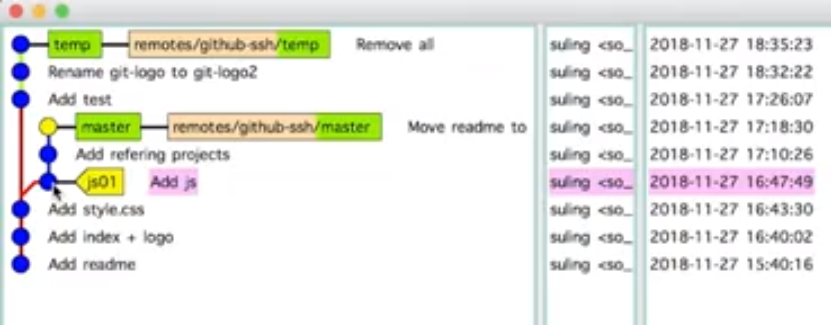 temp remotes/github-ssh/temp Remove all suling <so_ 2018-11-27 18:35:23
Rename git-logo to git-logo2 suling <so_ 2018-11-27 18:32:22
Add test suling <so_ 2018-11-27 17:26:07
master remotes/github-ssh/master Move readme to suling <so_ 2018-11-27 17:18:30
Add refering projects suling <so_ 2018-11-27 17:10:26
js01 Add js suling <so_ 2018-11-27 16:47:49
Add style.css suling <so_ 2018-11-27 16:43:30
Add index + logo suling <so_ 2018-11-27 16:40:02
Add readme suling <so_ 2018-11-27 15:40:16